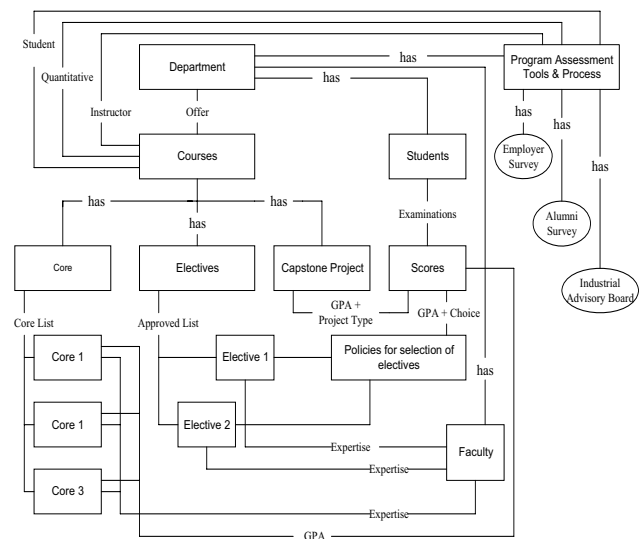 Student
Quantitative
Instructor
Department
has
has
Program Assessment
Tools & Process
Offer
has
has
has
Courses
Students
Employer
Survey
has
has
has
Examinations
Alumni
Survey
Core
Electives
Capstone Project
Scores
Industrial
Advisory Board
Core List
Approved List
GPA +
Project Type
GPA + Choice
Core 1
Elective 1
Policies for selection of
electives
has
Core 1
Elective 2
Expertise
Faculty
Expertise
Core 3
Expertise
GPA